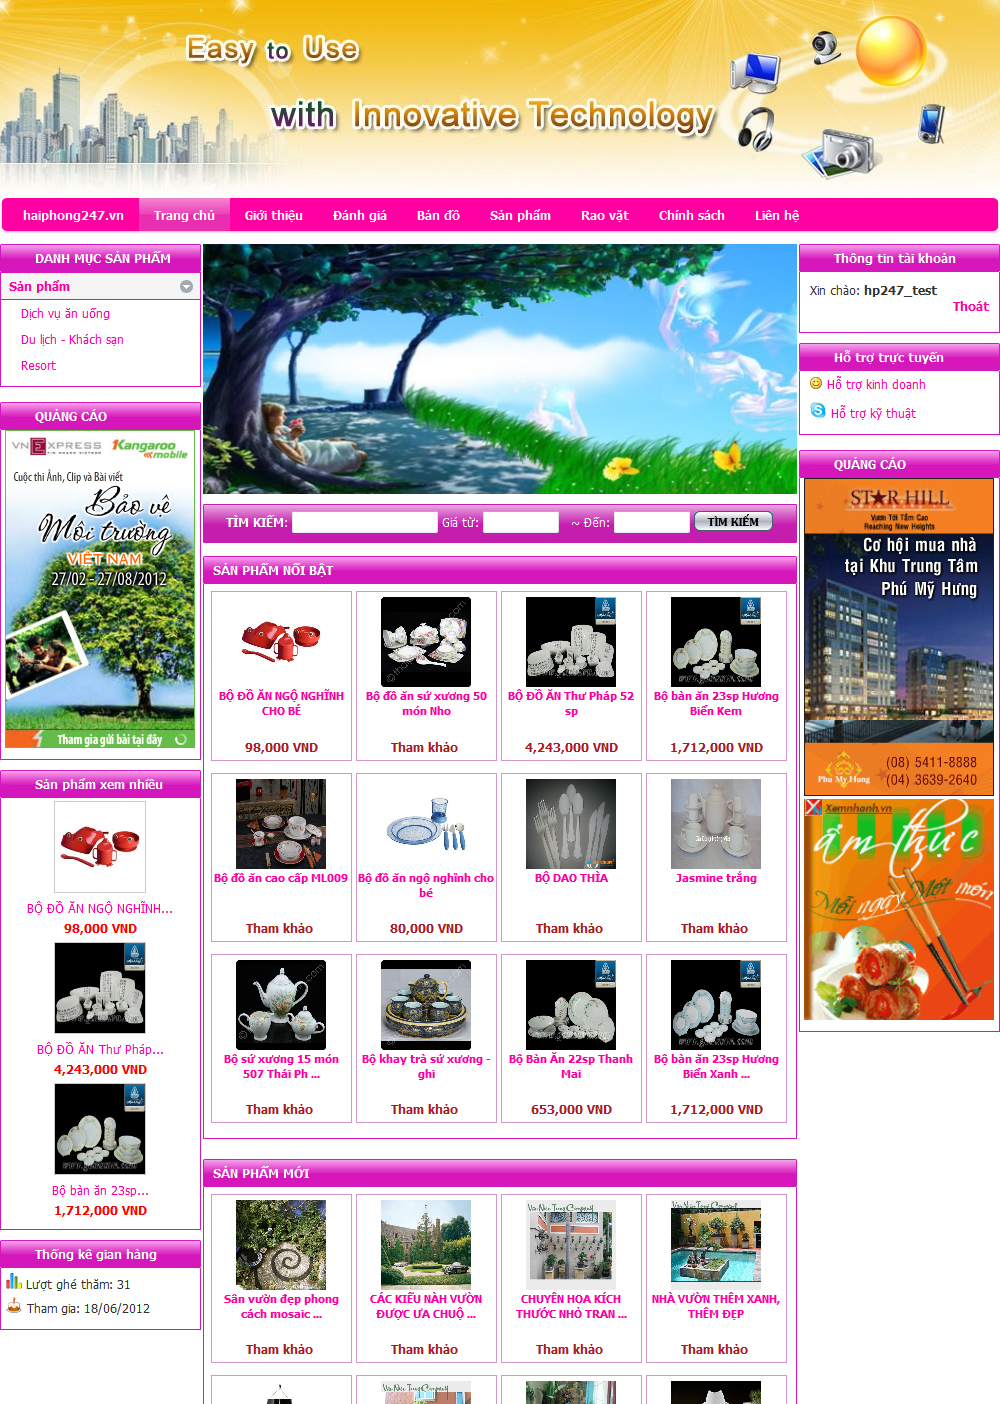 Easy to Use
with Innovative Technology
haiphong247.vn Trang chủ Giới thiệu Đánh giá Bản đồ Sản phẩm Rao vặt Chính sách Liên hệ
DANH MỤC SẢN PHẨM
Sản phẩm
Dịch vụ ăn uống
Du lịch - Khách sạn
Resort
QUẢNG CÁO
VNEXPRESS Kangaroo mobile
Cuộc thi Ảnh, Clip và Bài viết
Bảo vệ
Môi trường
VIỆT NAM
27/02 - 27/08/2012
Tham gia gửi bài tại đây
Sản phẩm xem nhiều
BỘ ĐỒ ĂN NGỘ NGHĨNH...
98,000 VND
BỘ ĐỒ ĂN Thư Pháp...
4,243,000 VND
Bộ bàn ăn 23sp...
1,712,000 VND
Thống kê gian hàng
Lượt ghé thăm: 31
Tham gia: 18/06/2012
TÌM KIẾM: Giá từ: ~ Đến: TÌM KIẾM
SẢN PHẨM NỔI BẬT
BỘ ĐỒ ĂN NGỘ NGHĨNH
CHO BÉ
98,000 VND
Bộ đồ ăn sứ xương 50
món Nho
Tham khảo
BỘ ĐỒ ĂN Thư Pháp 52
sp
4,243,000 VND
Bộ bàn ăn 23sp Hương
Biển Kem
1,712,000 VND
Bộ đồ ăn cao cấp ML009
Tham khảo
Bộ đồ ăn ngộ nghĩnh cho
bé
80,000 VND
BỘ DAO THÌA
Tham khảo
Jasmine trắng
Tham khảo
Bộ sứ xương 15 món
507 Thái Ph ...
Tham khảo
Bộ khay trà sứ xương -
ghi
Tham khảo
Bộ Bàn Ăn 22sp Thanh
Mai
653,000 VND
Bộ bàn ăn 23sp Hương
Biển Xanh ...
1,712,000 VND
SẢN PHẨM MỚI
Sân vườn đẹp phong
cách mosaic ...
Tham khảo
CÁC KIỂU NÀH VƯỜN
ĐƯỢC ƯA CHUỘ ...
Tham khảo
CHUYÊN HOA KÍCH
THƯỚC NHỎ TRAN ...
Tham khảo
NHÀ VƯỜN THÊM XANH,
THÊM ĐẸP
Tham khảo
Thông tin tài khoản
Xin chào: hp247_test
Thoát
Hỗ trợ trực tuyến
Hỗ trợ kinh doanh
Hỗ trợ kỹ thuật
QUẢNG CÁO
STAR HILL
Vươn Tới Tầm Cao
Reaching New Heights
Cơ hội mua nhà
tại Khu Trung Tâm
Phú Mỹ Hưng
Phu My Hung
(08) 5411-8888
(04) 3639-2640
Xemnhanh.vn
ẩm thực
Mỗi ngày Một món